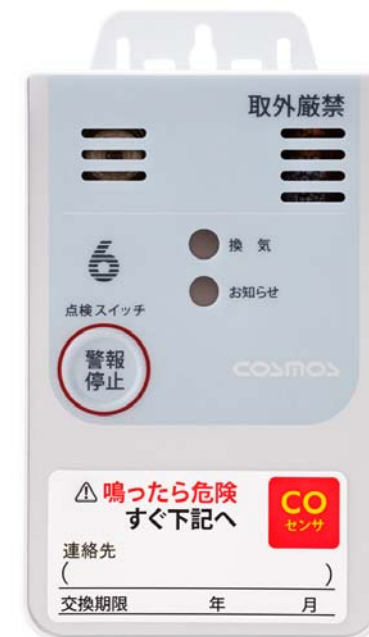 取外厳禁
6
換気
お知らせ
点検スイッチ
警報
停止
COSMOS
⚠鳴ったら危険
すぐ下記へ
CO
センサ
連絡先
( )
交換期限 年 月